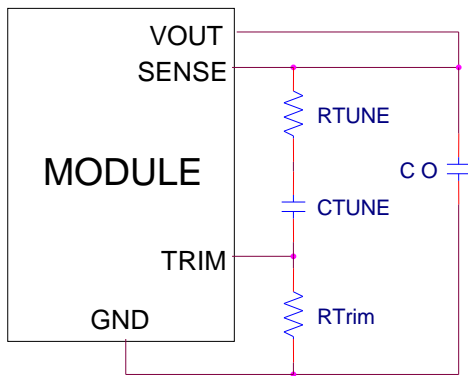 VOUT
SENSE
RTUNE
MODULE
C O
CTUNE
TRIM
GND
RTrim